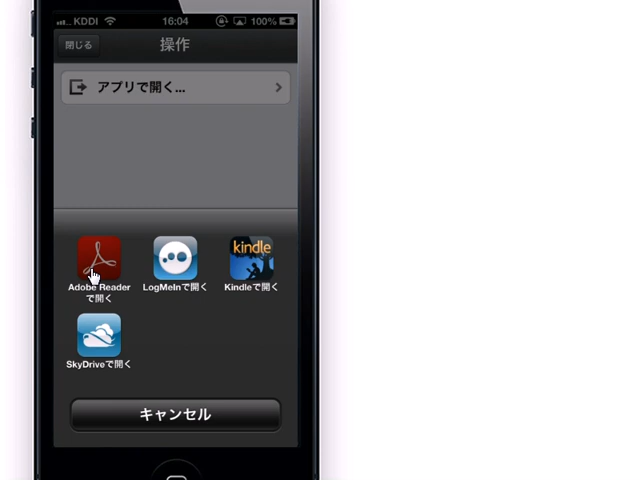 KDDI 16:04 100%
閉じる 操作
アプリで開く...
kindle
Adobe Reader
で開く
LogMeInで開く
Kindleで開く
SkyDriveで開く
キャンセル